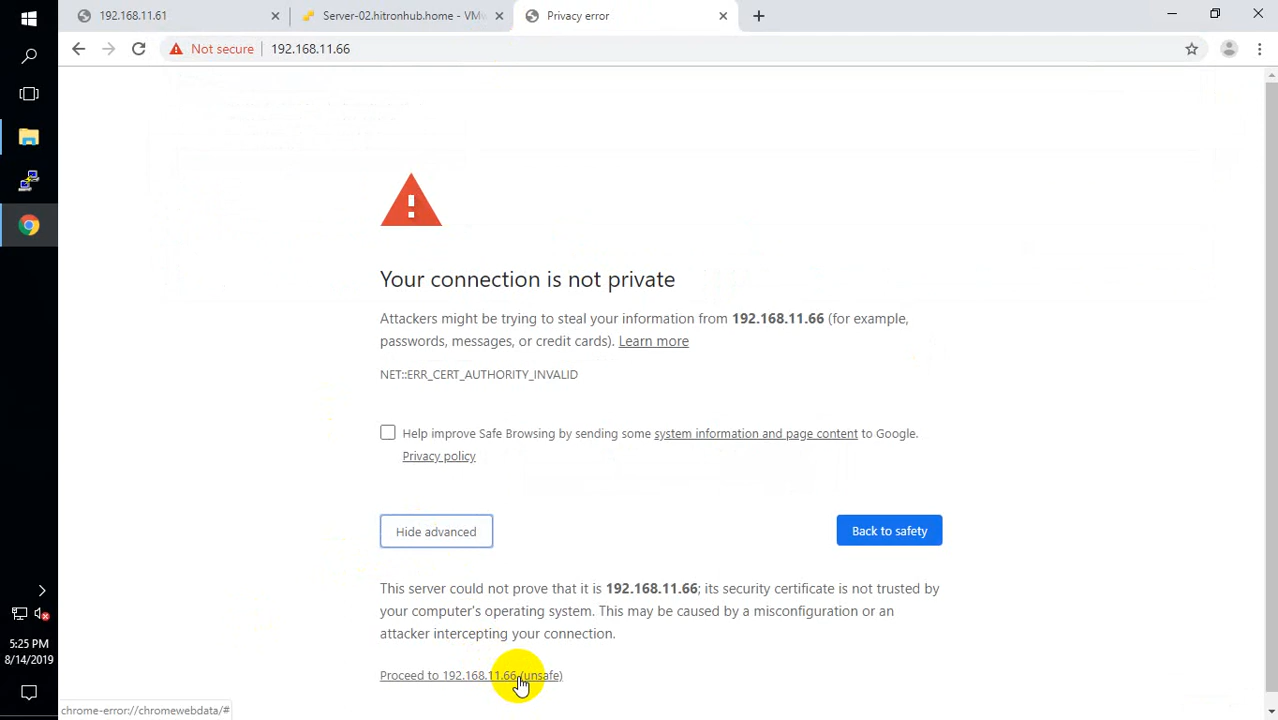 192.168.11.61
Server-02.hitronhub.home - VMw
Privacy error
Not secure
192.168.11.66
Your connection is not private
Attackers might be trying to steal your information from 192.168.11.66 (for example,
passwords, messages, or credit cards). Learn more
NET::ERR_CERT_AUTHORITY_INVALID
Help improve Safe Browsing by sending some system information and page content to Google.
Privacy policy
Hide advanced
Back to safety
This server could not prove that it is 192.168.11.66; its security certificate is not trusted by
your computer's operating system. This may be caused by a misconfiguration or an
attacker intercepting your connection.
Proceed to 192.168.11.66 (unsafe)
5:25 PM
8/14/2019
chrome-error://chromewebdata/#